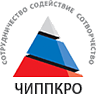 СОТРУДНИЧЕСТВО СОДЕЙСТВИЕ СОТВОРЧЕСТВО
ЧИППКРО